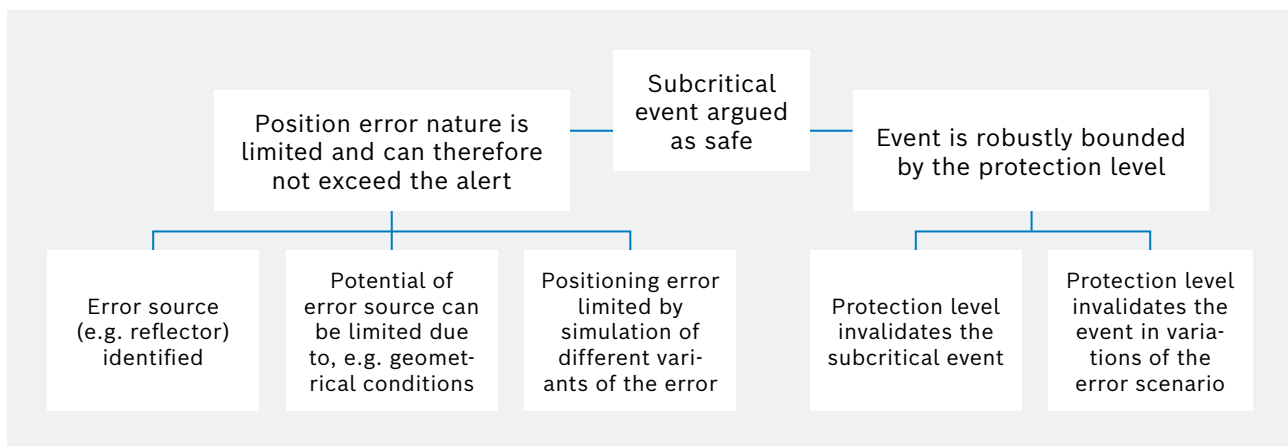 Subcritical
event argued
as safe
Position error nature is
limited and can therefore
not exceed the alert
Event is robustly bounded
by the protection level
Error source
(e.g. reflector)
identified
Potential of
error source can
be limited due
to, e.g. geomet-
rical conditions
Positioning error
limited by
simulation of
different vari-
ants of the error
Protection level
invalidates the
subcritical event
Protection level
invalidates the
event in varia-
tions of the
error scenario